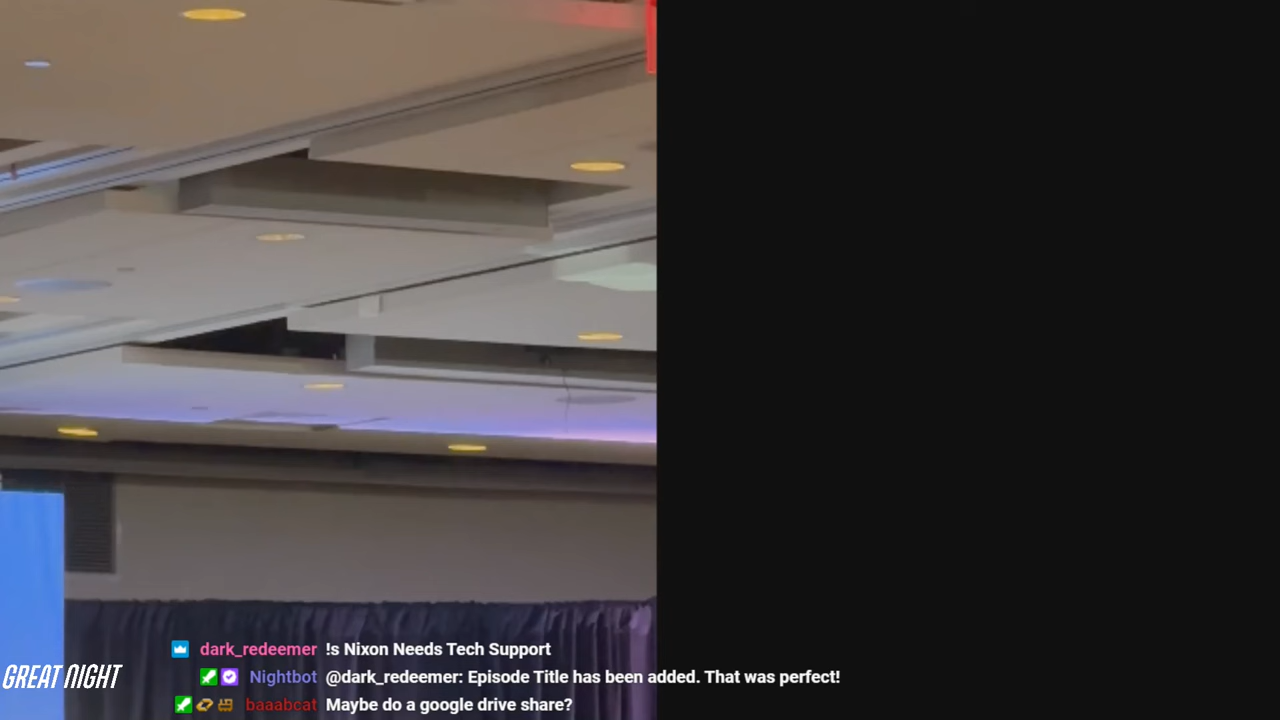 dark_redeemer !s Nixon Needs Tech Support
GREAT NIGHT
Nightbot @dark_redeemer: Episode Title has been added. That was perfect!
baaabcat Maybe do a google drive share?